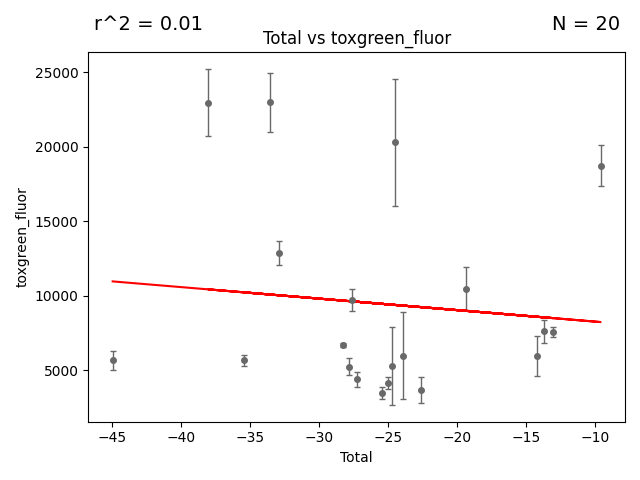 r^2 = 0.01
N = 20
Total vs toxgreen_fluor
25000
20000
15000
10000
5000
toxgreen_fluor
−45
−40
−35
−30
−25
−20
−15
−10
Total